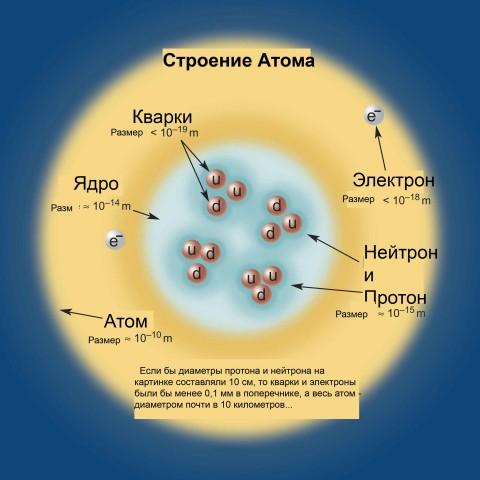 Строение Атома
Кварки
Размер < 10⁻¹⁹ m
e⁻
Ядро
Разм ≈ 10⁻¹⁴ m
Электрон
Размер < 10⁻¹⁸ m
u
u
d
d
u
d
e⁻
u d
d
u u
d
Нейтрон
и
Протон
Размер ≈ 10⁻¹⁵ m
Атом
Размер ≈ 10⁻¹⁰ m
Если бы диаметры протона и нейтрона на
картинке составляли 10 см, то кварки и электроны
были бы менее 0,1 мм в поперечнике, а весь атом -
диаметром почти в 10 километров...